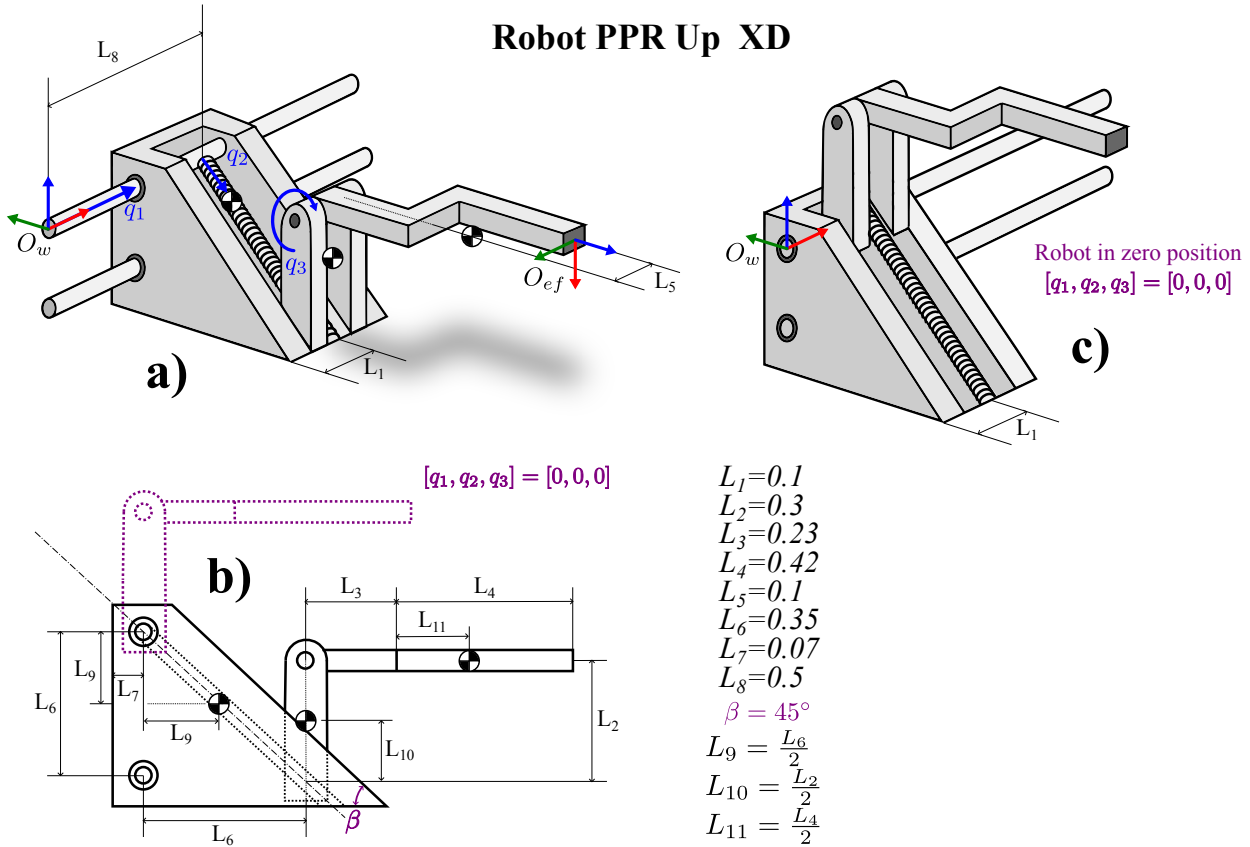 Robot PPR Up XD
L₈
q₂
q₁
O_w
q₃
O_ef
L₅
L₁
a)
O_w
Robot in zero position
[q₁, q₂, q₃] = [0, 0, 0]
c)
L₁
[q₁, q₂, q₃] = [0, 0, 0]
b)
L₃
L₄
L₁₁
L₉
L₇
L₆
L₉
L₂
L₁₀
β
L₆
L₁=0.1
L₂=0.3
L₃=0.23
L₄=0.42
L₅=0.1
L₆=0.35
L₇=0.07
L₈=0.5
β = 45°
L₉ = L₆/2
L₁₀ = L₂/2
L₁₁ = L₄/2